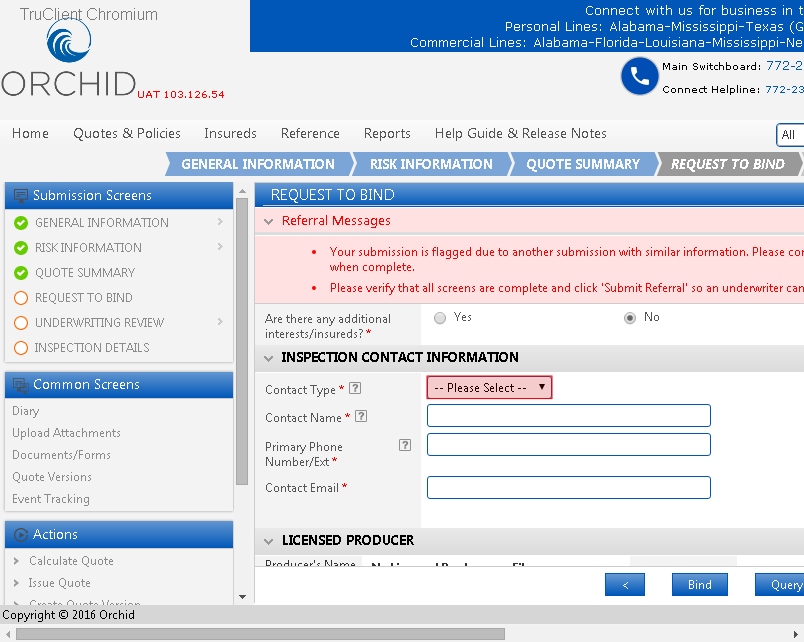 TruClient Chromium
Connect with us for business in
Personal Lines: Alabama-Mississippi-Texas
Commercial Lines: Alabama-Florida-Louisiana-Mississippi-
ORCHID
UAT 103.126.54
Main Switchboard: 772-2
Connect Helpline: 772-23
Home Quotes & Policies Insureds Reference Reports Help Guide & Release Notes All
GENERAL INFORMATION RISK INFORMATION QUOTE SUMMARY REQUEST TO BIND
Submission Screens
GENERAL INFORMATION
RISK INFORMATION
QUOTE SUMMARY
REQUEST TO BIND
UNDERWRITING REVIEW
INSPECTION DETAILS
Common Screens
Diary
Upload Attachments
Documents/Forms
Quote Versions
Event Tracking
Actions
Calculate Quote
Issue Quote
Create Quote Version
REQUEST TO BIND
Referral Messages
• Your submission is flagged due to another submission with similar information. Please
when complete.
• Please verify that all screens are complete and click 'Submit Referral' so an underwriter can
Are there any additional
interests/insureds? *
Yes No
INSPECTION CONTACT INFORMATION
Contact Type * ? -- Please Select --
Contact Name * ?
Primary Phone ?
Number/Ext *
Contact Email *
LICENSED PRODUCER
Producer's Name
< Bind Query
Copyright © 2016 Orchid